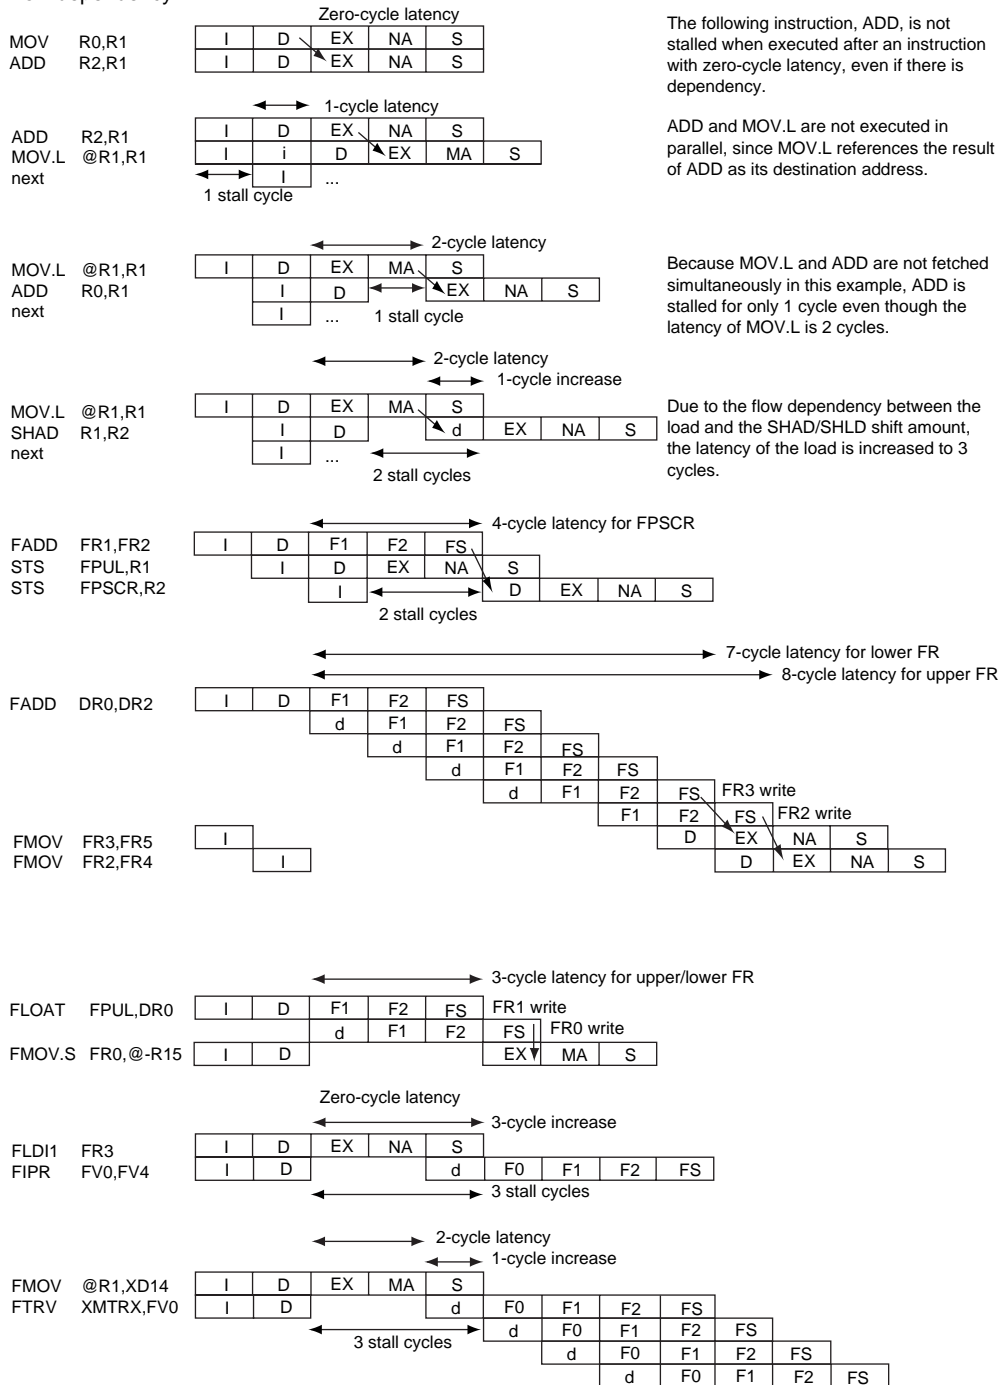 Zero-cycle latency
MOV R0,R1 I D EX NA S
ADD R2,R1 I D EX NA S
The following instruction, ADD, is not
stalled when executed after an instruction
with zero-cycle latency, even if there is
dependency.
1-cycle latency
ADD R2,R1 I D EX NA S
MOV.L @R1,R1 I i D EX MA S
next I ...
1 stall cycle
ADD and MOV.L are not executed in
parallel, since MOV.L references the result
of ADD as its destination address.
2-cycle latency
MOV.L @R1,R1 I D EX MA S
ADD R0,R1 I D EX NA S
next I ... 1 stall cycle
Because MOV.L and ADD are not fetched
simultaneously in this example, ADD is
stalled for only 1 cycle even though the
latency of MOV.L is 2 cycles.
2-cycle latency
1-cycle increase
MOV.L @R1,R1 I D EX MA S
SHAD R1,R2 I D d EX NA S
next I ...
2 stall cycles
Due to the flow dependency between the
load and the SHAD/SHLD shift amount,
the latency of the load is increased to 3
cycles.
4-cycle latency for FPSCR
FADD FR1,FR2 I D F1 F2 FS
STS FPUL,R1 I D EX NA S
STS FPSCR,R2 I D EX NA S
2 stall cycles
7-cycle latency for lower FR
8-cycle latency for upper FR
FADD DR0,DR2 I D F1 F2 FS
d F1 F2 FS
d F1 F2 FS
d F1 F2 FS
d F1 F2 FS FR3 write
F1 F2 FS FR2 write
FMOV FR3,FR5 I D EX NA S
FMOV FR2,FR4 I D EX NA S
3-cycle latency for upper/lower FR
FLOAT FPUL,DR0 I D F1 F2 FS FR1 write
d F1 F2 FS FR0 write
FMOV.S FR0,@-R15 I D EX MA S
Zero-cycle latency
3-cycle increase
FLDI1 FR3 I D EX NA S
FIPR FV0,FV4 I D d F0 F1 F2 FS
3 stall cycles
2-cycle latency
1-cycle increase
FMOV @R1,XD14 I D EX MA S
FTRV XMTRX,FV0 I D d F0 F1 F2 FS
3 stall cycles d F0 F1 F2 FS
d F0 F1 F2 FS
d F0 F1 F2 FS